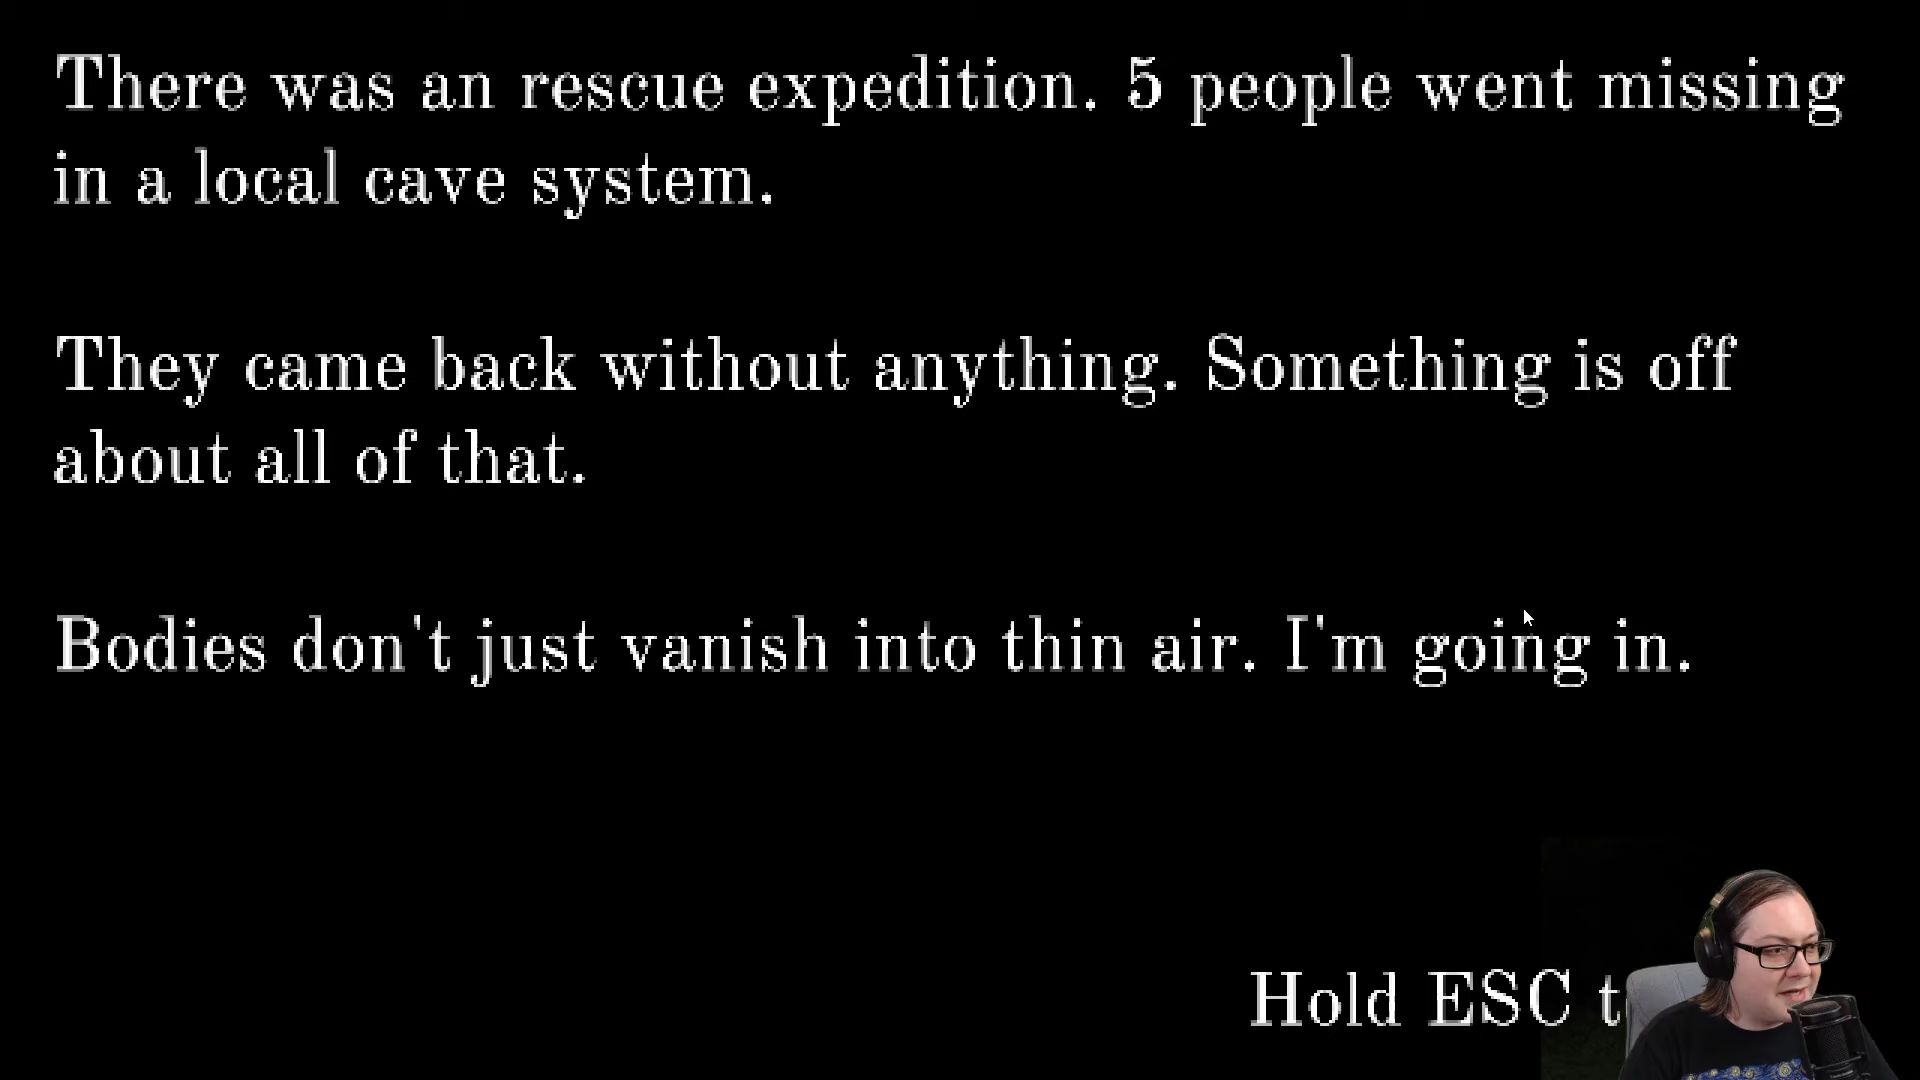 There was an rescue expedition. 5 people went missing
in a local cave system.
They came back without anything. Something is off
about all of that.
Bodies don't just vanish into thin air. I'm going in.
Hold ESC